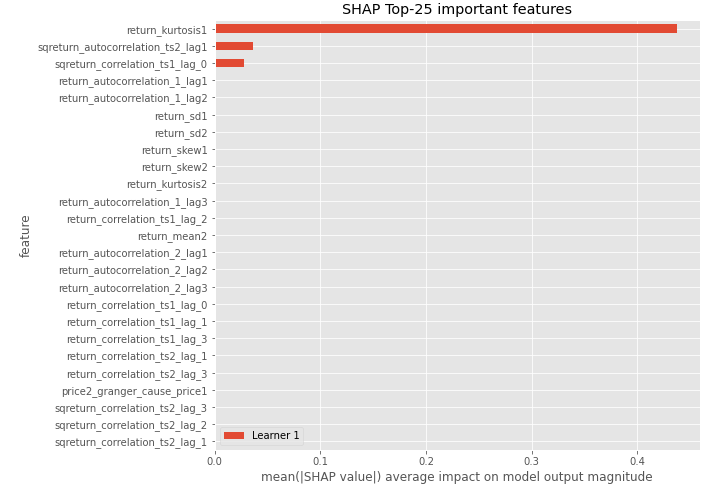 SHAP Top-25 important features
return_kurtosis1
sqreturn_autocorrelation_ts2_lag1
sqreturn_correlation_ts1_lag_0
return_autocorrelation_1_lag1
return_autocorrelation_1_lag2
return_sd1
return_sd2
return_skew1
return_skew2
return_kurtosis2
return_autocorrelation_1_lag3
return_correlation_ts1_lag_2
return_mean2
return_autocorrelation_2_lag1
return_autocorrelation_2_lag2
return_autocorrelation_2_lag3
return_correlation_ts1_lag_0
return_correlation_ts1_lag_1
return_correlation_ts1_lag_3
return_correlation_ts2_lag_1
return_correlation_ts2_lag_3
price2_granger_cause_price1
sqreturn_correlation_ts2_lag_3
sqreturn_correlation_ts2_lag_2
sqreturn_correlation_ts2_lag_1
feature
Learner 1
0.0 0.1 0.2 0.3 0.4
mean(|SHAP value|) average impact on model output magnitude